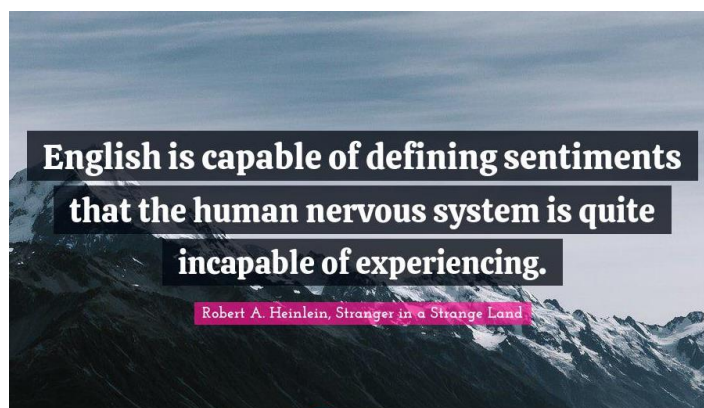 English is capable of defining sentiments
that the human nervous system is quite
incapable of experiencing.
Robert A. Heinlein, Stranger in a Strange Land